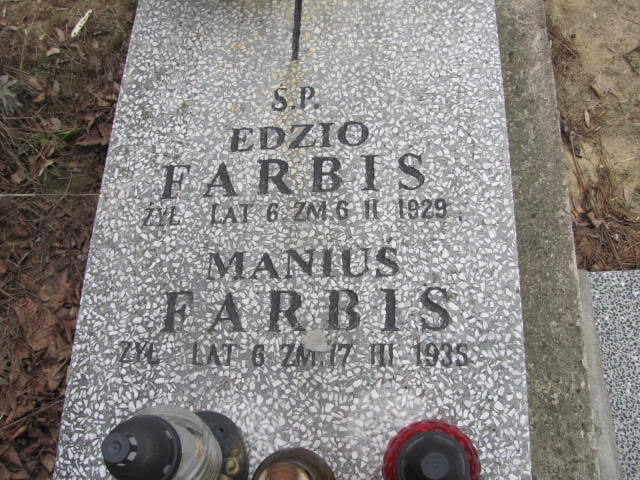 Ś.P.
EDZIO
FARBIS
ŻYŁ LAT 6 ZM 6 II 1929
MANIUŚ
FARBIS
ŻYŁ LAT 6 ZM. 17 III 1935